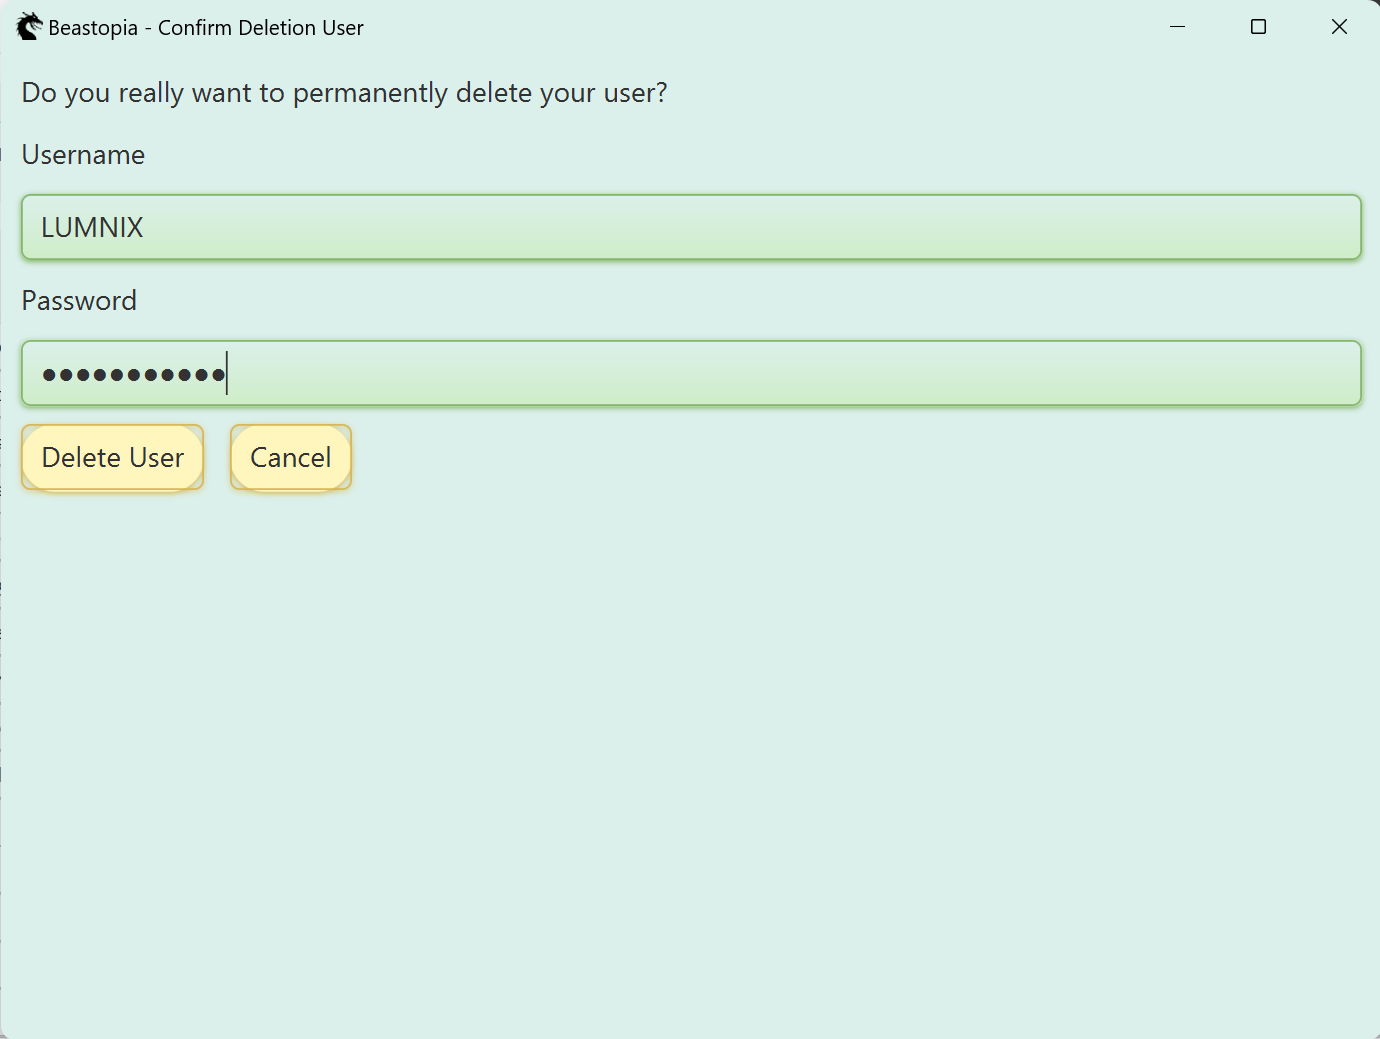 Beastopia - Confirm Deletion User
Do you really want to permanently delete your user?
Username
LUMNIX
Password
●●●●●●●●●●●
Delete User
Cancel